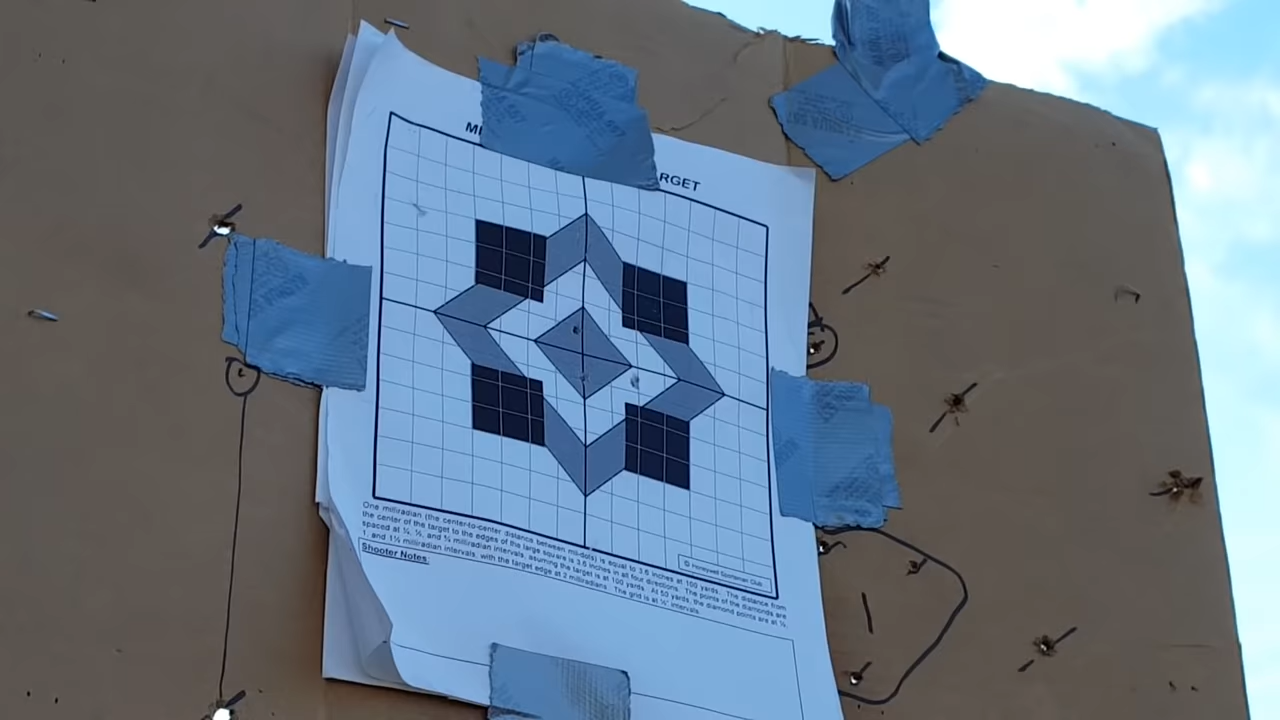 RGET
One milliradian (the center-to-center distance between mil-dots) is equal to 3.6 inches at 100 yards. The distance from
the center of the target to the edges of the large square is 3.6 inches in all four directions. The points of the diamonds are
spaced at ¼, ½, and ¾ milliradian intervals, assuming the target is at 100 yards. At 50 yards, the diamond points are at ½,
1, and 1½ milliradian intervals, with the target edge at 2 milliradians. The grid is at ½" intervals.
Shooter Notes:
© Honeywell Sportsman Club